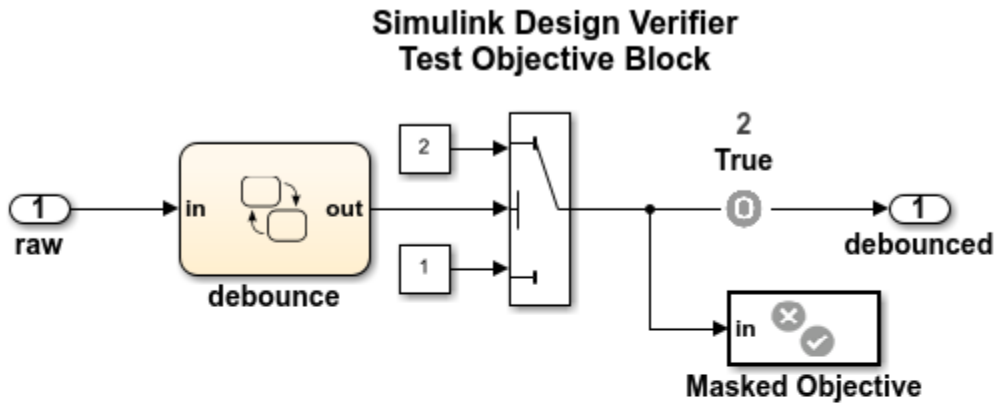 Simulink Design Verifier
Test Objective Block
2
True
2
1
in
out
1
raw
debounce
1
1
debounced
in
Masked Objective